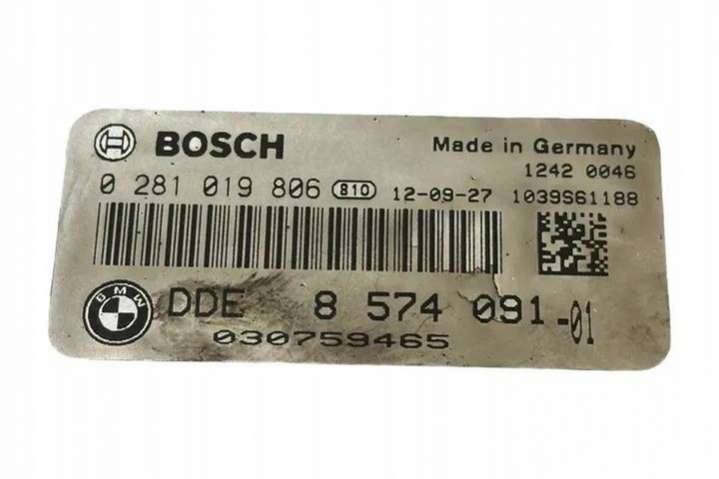 BOSCH Made in Germany
1242 0046
0 281 019 806 810 12-09-27 1039S61188
BMW DDE 8 574 091-01
030759465